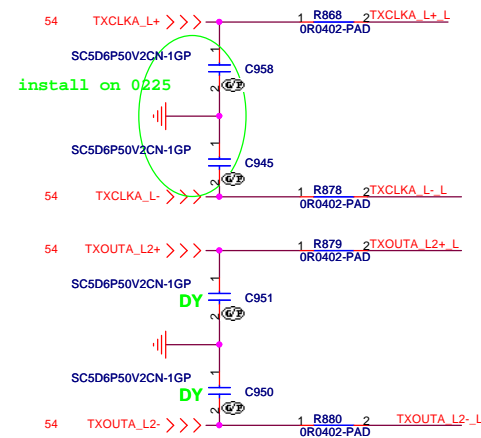 54 TXCLKA_L+ 1 R868 2 TXCLKA_L+_L
0R0402-PAD
SC5D6P50V2CN-1GP 1 C958
install on 0225 2 G/P
SC5D6P50V2CN-1GP 1 C945
2 G/P
54 TXCLKA_L- 1 R878 2 TXCLKA_L-_L
0R0402-PAD
54 TXOUTA_L2+ 1 R879 2 TXOUTA_L2+_L
0R0402-PAD
SC5D6P50V2CN-1GP 1
DY C951
2 G/P
SC5D6P50V2CN-1GP 1
DY C950
2 G/P
54 TXOUTA_L2- 1 R880 2 TXOUTA_L2-_L
0R0402-PAD